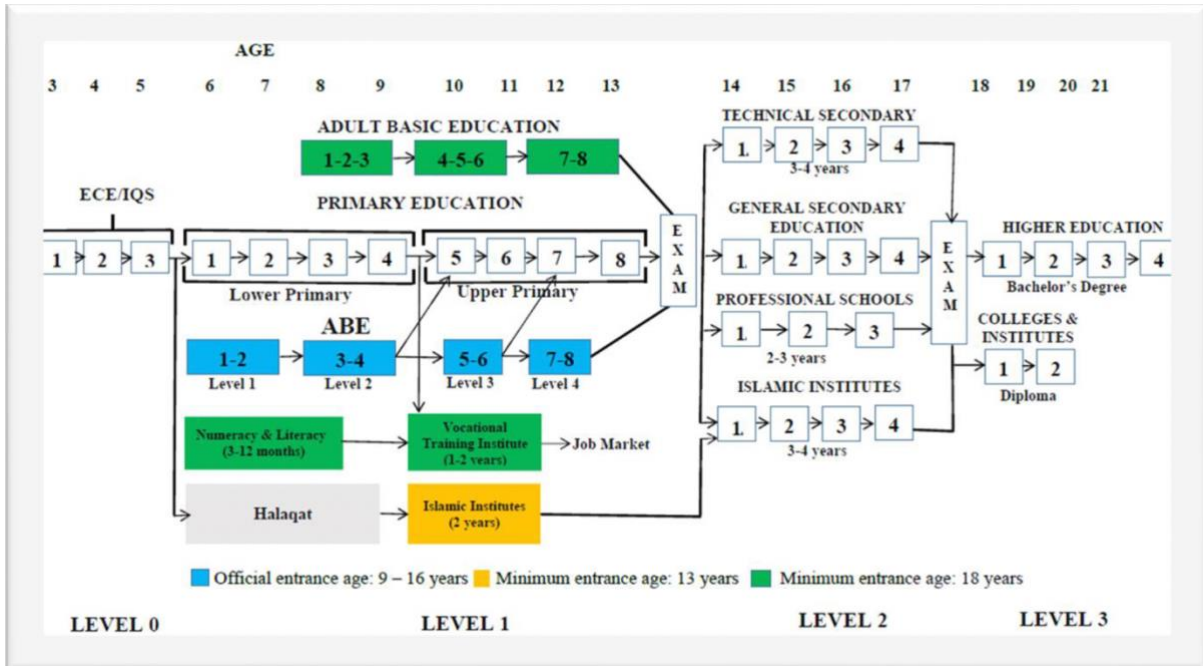 AGE
3 4 5 6 7 8 9 10 11 12 13 14 15 16 17 18 19 20 21
ADULT BASIC EDUCATION
1-2-3 4-5-6 7-8
TECHNICAL SECONDARY
1. 2 3 4
3-4 years
ECE/IQS
1 2 3
PRIMARY EDUCATION
1 2 3 4
Lower Primary
5 6 7 8
Upper Primary
EXAM
GENERAL SECONDARY
EDUCATION
1. 2 3 4
PROFESSIONAL SCHOOLS
1. 2 3
2-3 years
ISLAMIC INSTITUTES
1. 2 3 4
3-4 years
EXAM
HIGHER EDUCATION
1 2 3 4
Bachelor's Degree
COLLEGES &
INSTITUTES
1 2
Diploma
ABE
1-2 3-4 5-6 7-8
Level 1 Level 2 Level 3 Level 4
Numeracy & Literacy
(3-12 months)
Vocational
Training Institute
(1-2 years)
Job Market
Halaqat
Islamic Institutes
(2 years)
Official entrance age: 9 – 16 years Minimum entrance age: 13 years Minimum entrance age: 18 years
LEVEL 0 LEVEL 1 LEVEL 2 LEVEL 3